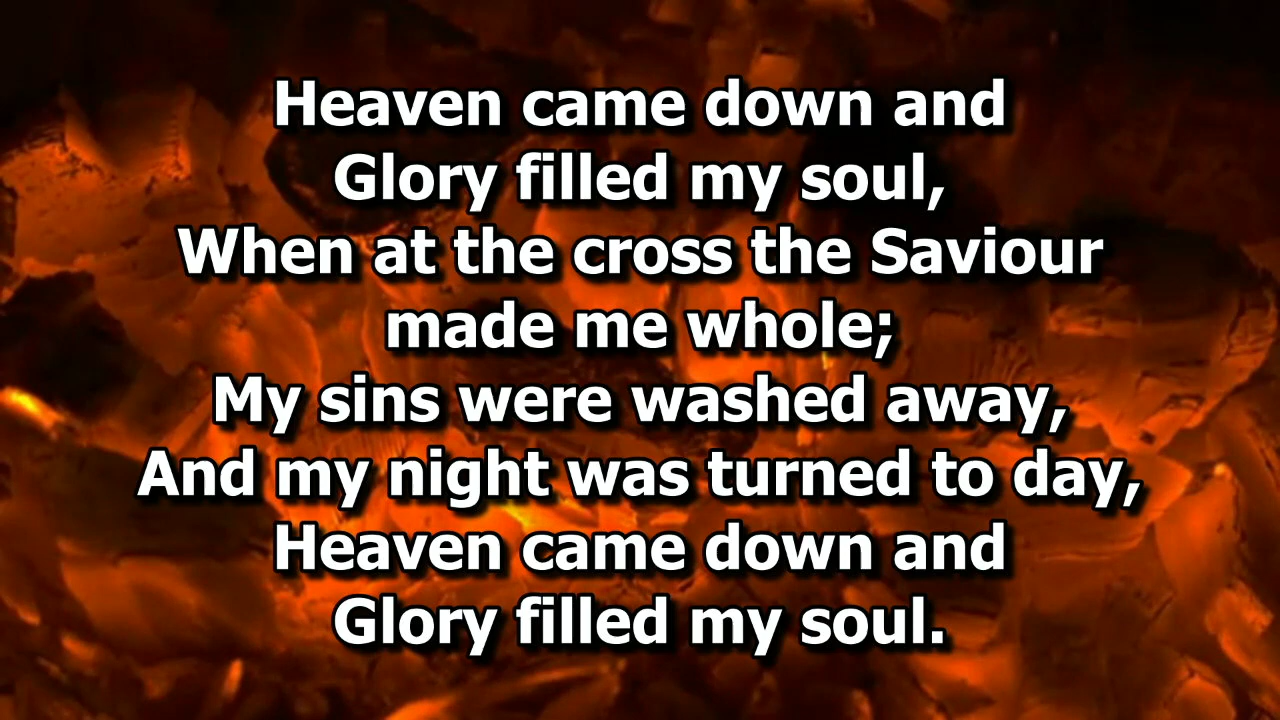 Heaven came down and
Glory filled my soul,
When at the cross the Saviour
made me whole;
My sins were washed away,
And my night was turned to day,
Heaven came down and
Glory filled my soul.